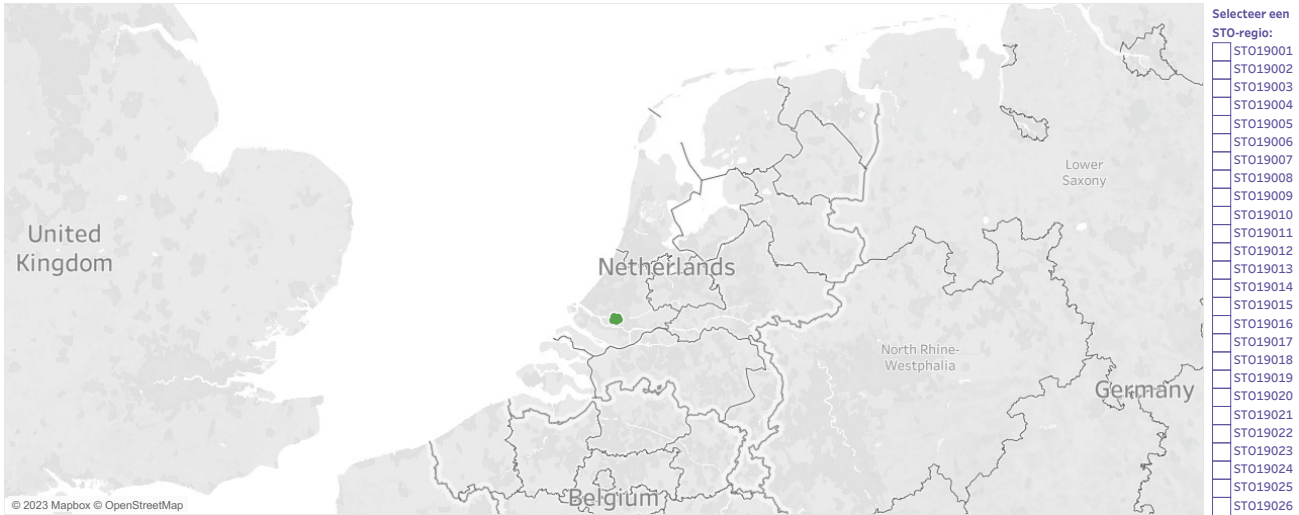 United
Kingdom
Netherlands
Lower
Saxony
North Rhine-
Westphalia
Germany
Belgium
© 2023 Mapbox © OpenStreetMap
Selecteer een
STO-regio:
STO19001
STO19002
STO19003
STO19004
STO19005
STO19006
STO19007
STO19008
STO19009
STO19010
STO19011
STO19012
STO19013
STO19014
STO19015
STO19016
STO19017
STO19018
STO19019
STO19020
STO19021
STO19022
STO19023
STO19024
STO19025
STO19026